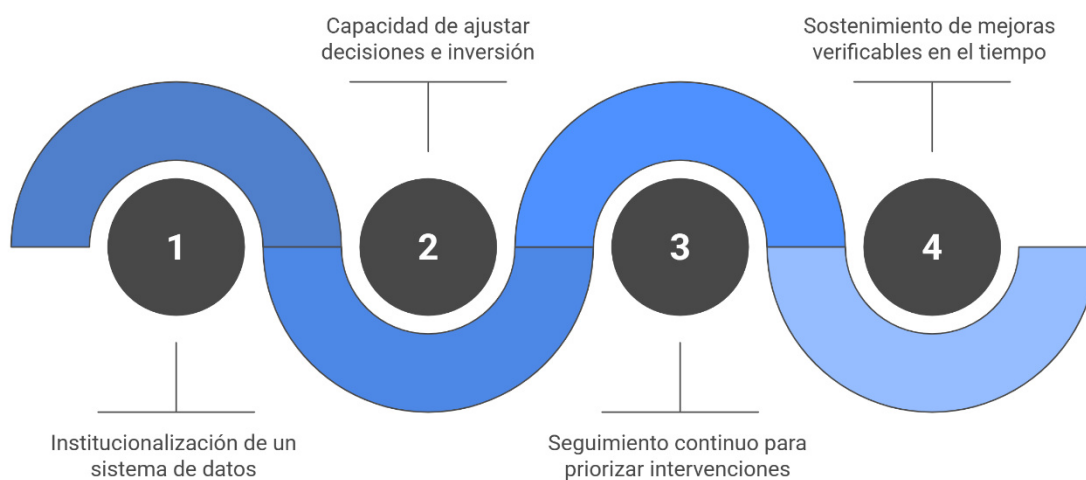 1
Institucionalización de un
sistema de datos
2
Capacidad de ajustar
decisiones e inversión
3
Seguimiento continuo para
priorizar intervenciones
4
Sostenimiento de mejoras
verificables en el tiempo